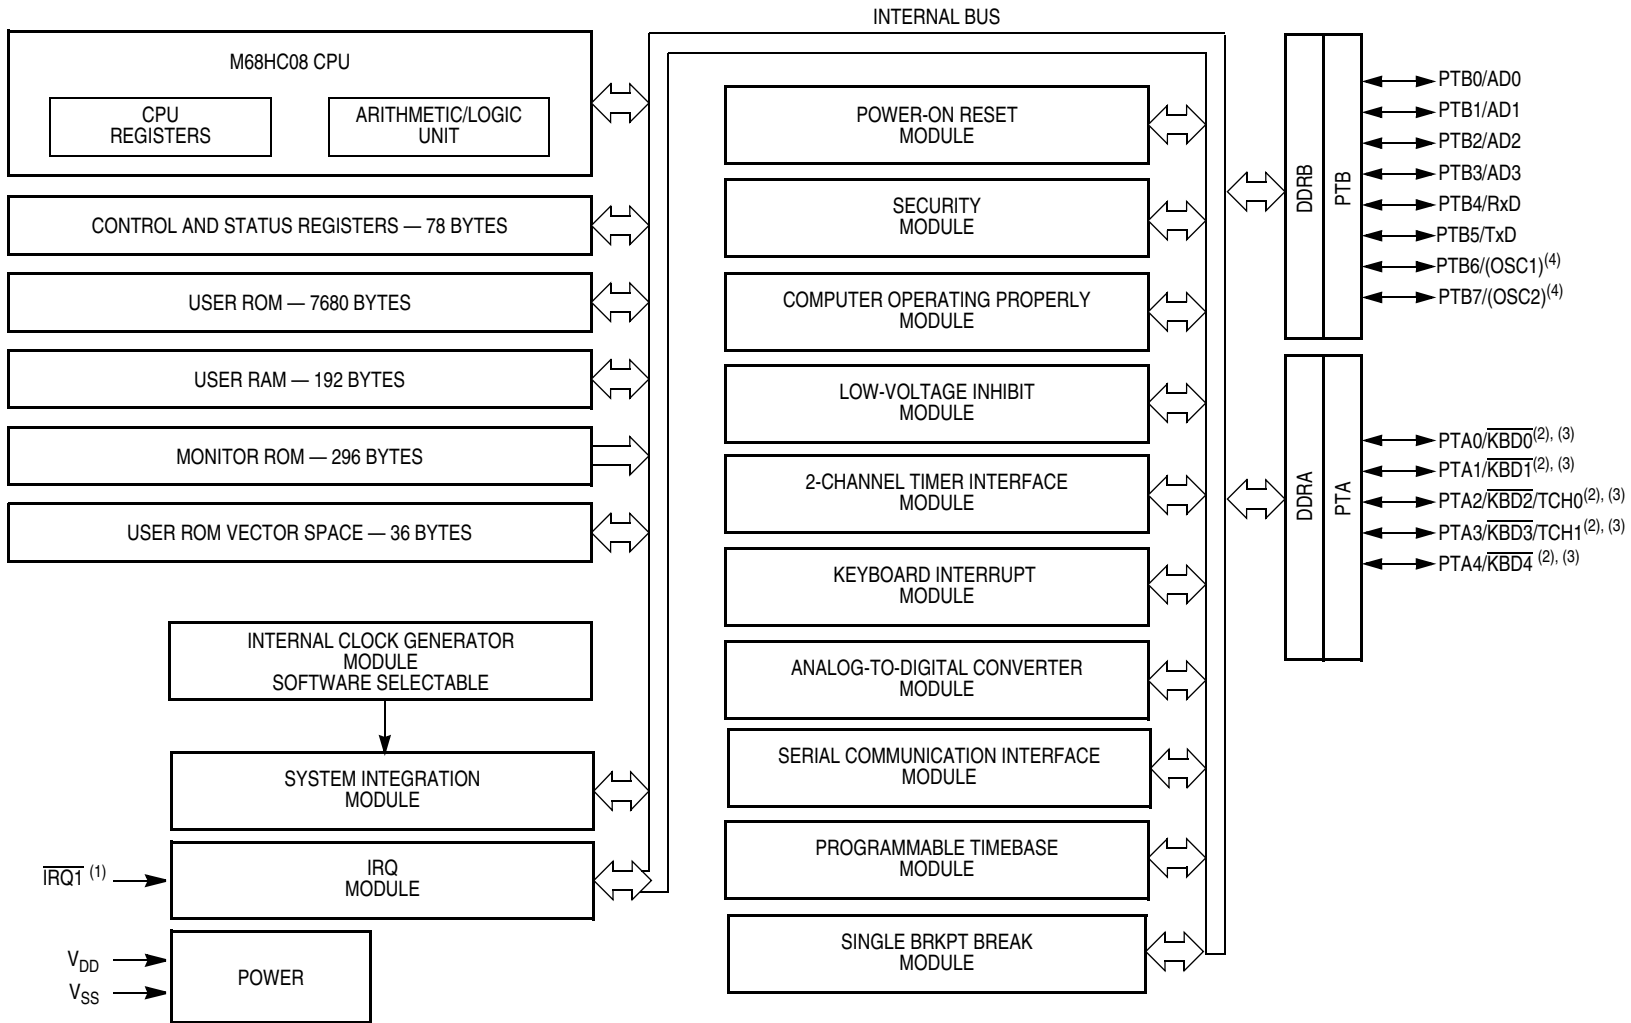 INTERNAL BUS
M68HC08 CPU
CPU
REGISTERS
ARITHMETIC/LOGIC
UNIT
CONTROL AND STATUS REGISTERS — 78 BYTES
USER ROM — 7680 BYTES
USER RAM — 192 BYTES
MONITOR ROM — 296 BYTES
USER ROM VECTOR SPACE — 36 BYTES
INTERNAL CLOCK GENERATOR
MODULE
SOFTWARE SELECTABLE
SYSTEM INTEGRATION
MODULE
IRQ1 (1)
IRQ
MODULE
VDD
VSS
POWER
POWER-ON RESET
MODULE
SECURITY
MODULE
COMPUTER OPERATING PROPERLY
MODULE
LOW-VOLTAGE INHIBIT
MODULE
2-CHANNEL TIMER INTERFACE
MODULE
KEYBOARD INTERRUPT
MODULE
ANALOG-TO-DIGITAL CONVERTER
MODULE
SERIAL COMMUNICATION INTERFACE
MODULE
PROGRAMMABLE TIMEBASE
MODULE
SINGLE BRKPT BREAK
MODULE
DDRB
PTB
PTB0/AD0
PTB1/AD1
PTB2/AD2
PTB3/AD3
PTB4/RxD
PTB5/TxD
PTB6/(OSC1)(4)
PTB7/(OSC2)(4)
DDRA
PTA
PTA0/KBD0(2), (3)
PTA1/KBD1(2), (3)
PTA2/KBD2/TCH0(2), (3)
PTA3/KBD3/TCH1(2), (3)
PTA4/KBD4 (2), (3)